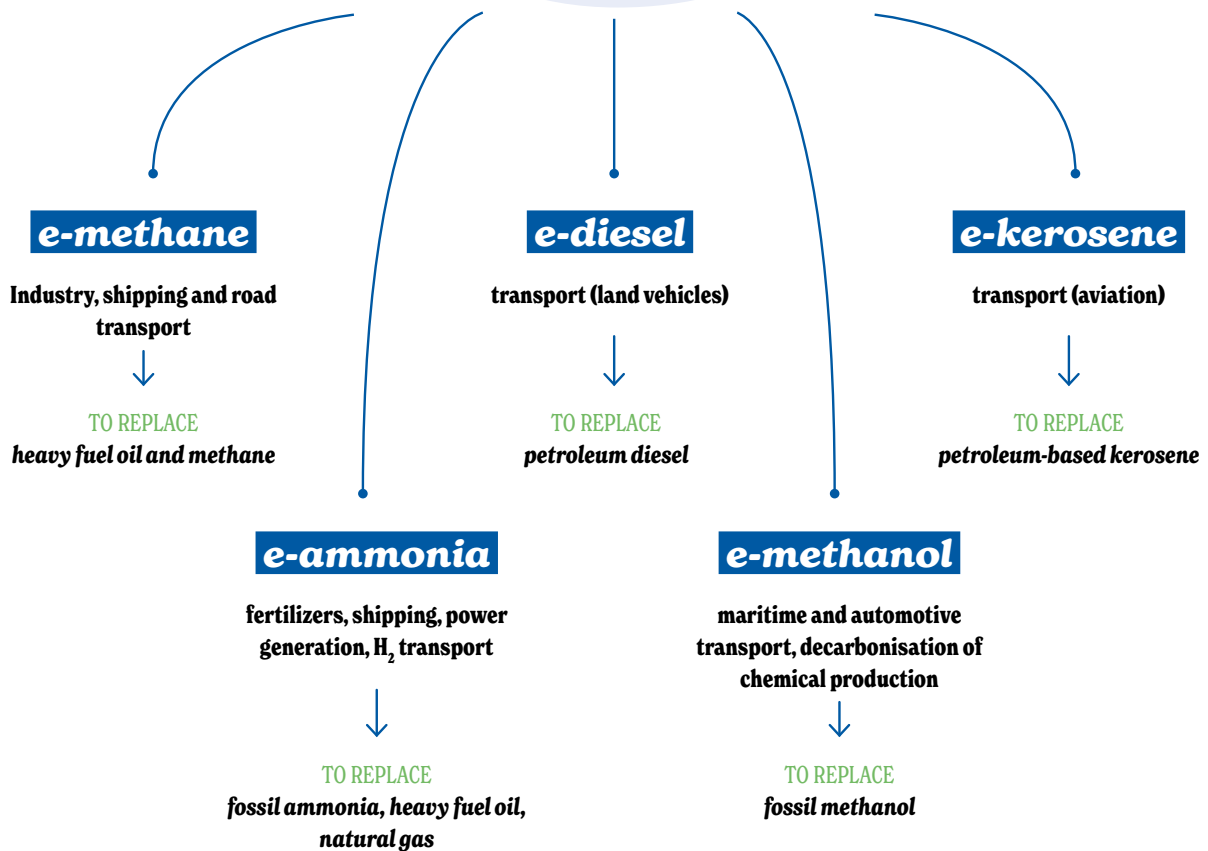 e-methane
Industry, shipping and road
transport
TO REPLACE
heavy fuel oil and methane
e-diesel
transport (land vehicles)
TO REPLACE
petroleum diesel
e-kerosene
transport (aviation)
TO REPLACE
petroleum-based kerosene
e-ammonia
fertilizers, shipping, power
generation, H₂ transport
TO REPLACE
fossil ammonia, heavy fuel oil,
natural gas
e-methanol
maritime and automotive
transport, decarbonisation of
chemical production
TO REPLACE
fossil methanol